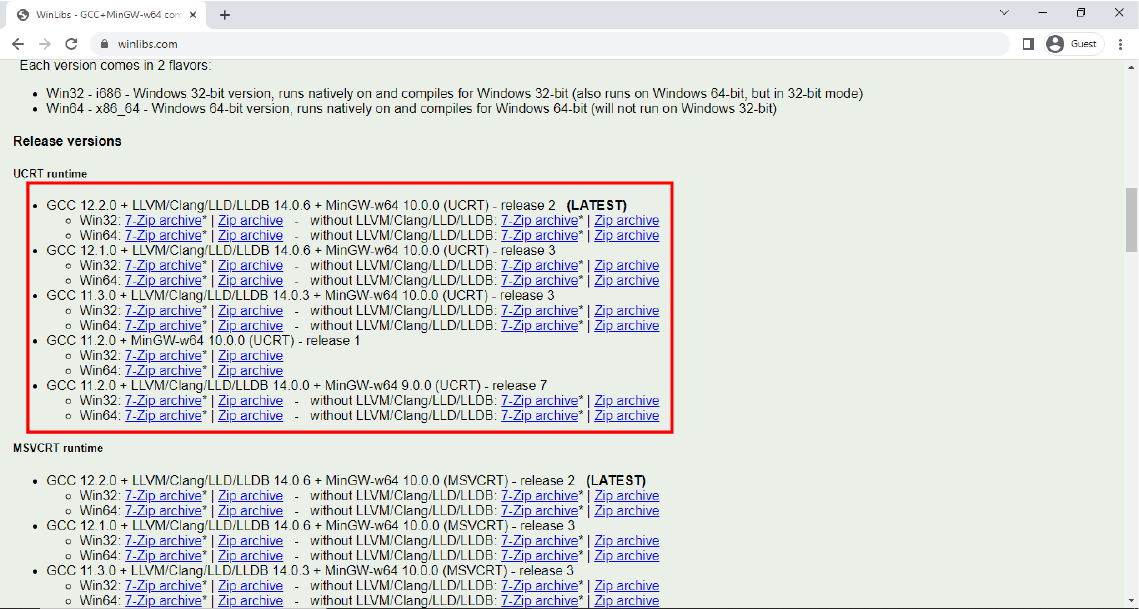 WinLibs - GCC+MinGW-w64 com
winlibs.com
Guest
Each version comes in 2 flavors:
• Win32 - i686 - Windows 32-bit version, runs natively on and compiles for Windows 32-bit (also runs on Windows 64-bit, but in 32-bit mode)
• Win64 - x86_64 - Windows 64-bit version, runs natively on and compiles for Windows 64-bit (will not run on Windows 32-bit)
Release versions
UCRT runtime
• GCC 12.2.0 + LLVM/Clang/LLD/LLDB 14.0.6 + MinGW-w64 10.0.0 (UCRT) - release 2 (LATEST)
◦ Win32: 7-Zip archive* | Zip archive - without LLVM/Clang/LLD/LLDB: 7-Zip archive* | Zip archive
◦ Win64: 7-Zip archive* | Zip archive - without LLVM/Clang/LLD/LLDB: 7-Zip archive* | Zip archive
• GCC 12.1.0 + LLVM/Clang/LLD/LLDB 14.0.6 + MinGW-w64 10.0.0 (UCRT) - release 3
◦ Win32: 7-Zip archive* | Zip archive - without LLVM/Clang/LLD/LLDB: 7-Zip archive* | Zip archive
◦ Win64: 7-Zip archive* | Zip archive - without LLVM/Clang/LLD/LLDB: 7-Zip archive* | Zip archive
• GCC 11.3.0 + LLVM/Clang/LLD/LLDB 14.0.3 + MinGW-w64 10.0.0 (UCRT) - release 3
◦ Win32: 7-Zip archive* | Zip archive - without LLVM/Clang/LLD/LLDB: 7-Zip archive* | Zip archive
◦ Win64: 7-Zip archive* | Zip archive - without LLVM/Clang/LLD/LLDB: 7-Zip archive* | Zip archive
• GCC 11.2.0 + MinGW-w64 10.0.0 (UCRT) - release 1
◦ Win32: 7-Zip archive* | Zip archive
◦ Win64: 7-Zip archive* | Zip archive
• GCC 11.2.0 + LLVM/Clang/LLD/LLDB 14.0.0 + MinGW-w64 9.0.0 (UCRT) - release 7
◦ Win32: 7-Zip archive* | Zip archive - without LLVM/Clang/LLD/LLDB: 7-Zip archive* | Zip archive
◦ Win64: 7-Zip archive* | Zip archive - without LLVM/Clang/LLD/LLDB: 7-Zip archive* | Zip archive
MSVCRT runtime
• GCC 12.2.0 + LLVM/Clang/LLD/LLDB 14.0.6 + MinGW-w64 10.0.0 (MSVCRT) - release 2 (LATEST)
◦ Win32: 7-Zip archive* | Zip archive - without LLVM/Clang/LLD/LLDB: 7-Zip archive* | Zip archive
◦ Win64: 7-Zip archive* | Zip archive - without LLVM/Clang/LLD/LLDB: 7-Zip archive* | Zip archive
• GCC 12.1.0 + LLVM/Clang/LLD/LLDB 14.0.6 + MinGW-w64 10.0.0 (MSVCRT) - release 3
◦ Win32: 7-Zip archive* | Zip archive - without LLVM/Clang/LLD/LLDB: 7-Zip archive* | Zip archive
◦ Win64: 7-Zip archive* | Zip archive - without LLVM/Clang/LLD/LLDB: 7-Zip archive* | Zip archive
• GCC 11.3.0 + LLVM/Clang/LLD/LLDB 14.0.3 + MinGW-w64 10.0.0 (MSVCRT) - release 3
◦ Win32: 7-Zip archive* | Zip archive - without LLVM/Clang/LLD/LLDB: 7-Zip archive* | Zip archive
◦ Win64: 7-Zip archive* | Zip archive - without LLVM/Clang/LLD/LLDB: 7-Zip archive* | Zip archive